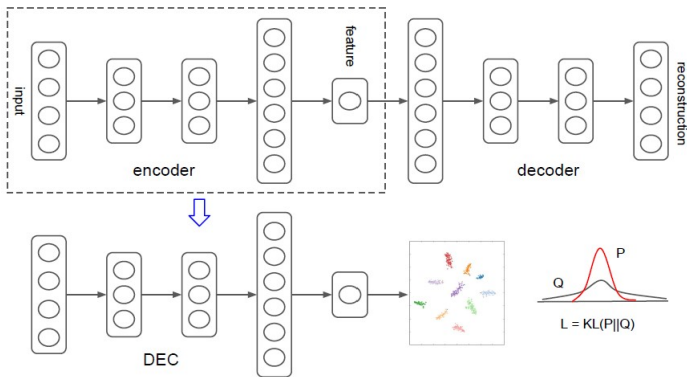 input
encoder
feature
decoder
reconstruction
DEC
P
Q
L = KL(P||Q)